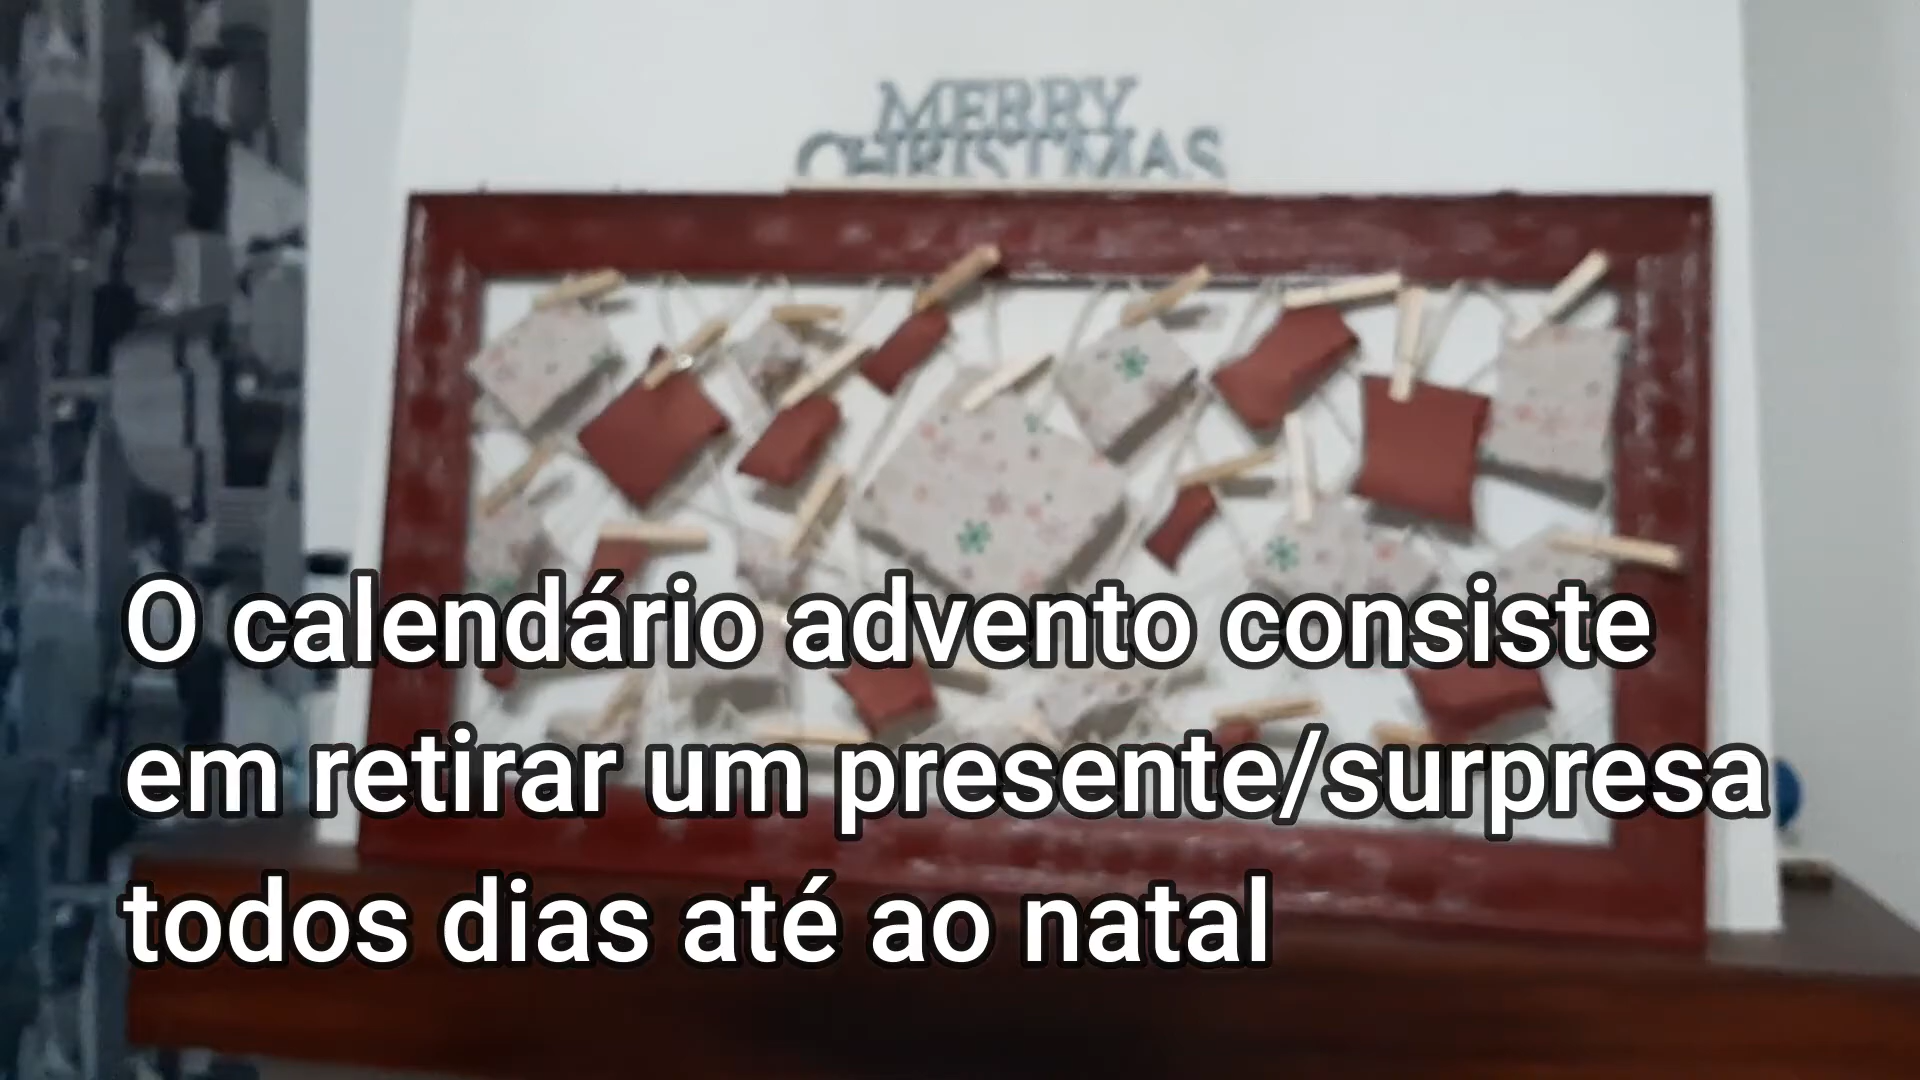 MERRY
CHRISTMAS
O calendário advento consiste
em retirar um presente/surpresa
todos dias até ao natal